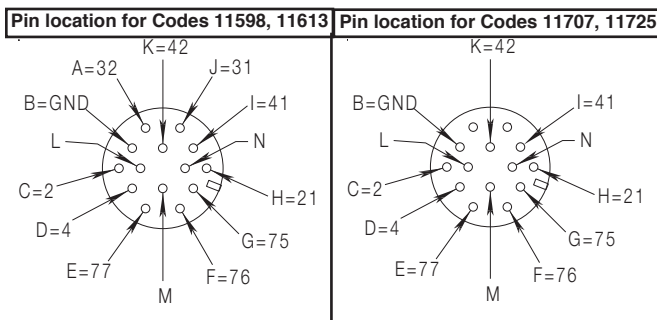 Pin location for Codes 11598, 11613
K=42
A=32
J=31
B=GND
I=41
L
N
C=2
H=21
D=4
G=75
E=77
F=76
M
Pin location for Codes 11707, 11725
K=42
B=GND
I=41
L
N
C=2
H=21
D=4
G=75
E=77
F=76
M